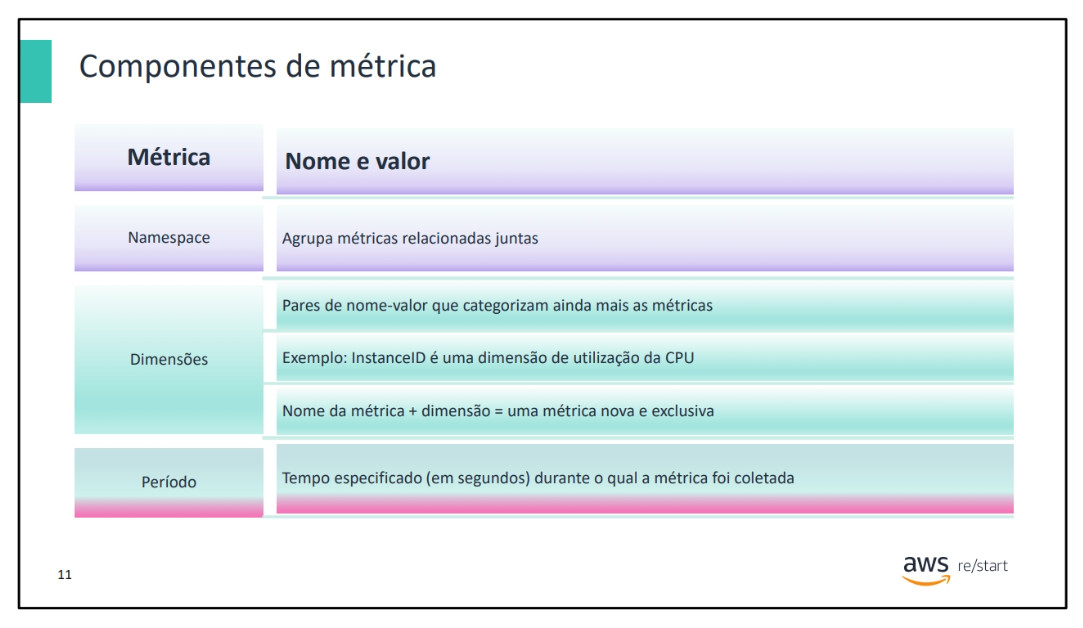 Componentes de métrica
Métrica
Nome e valor
Namespace
Agrupa métricas relacionadas juntas
Dimensões
Pares de nome-valor que categorizam ainda mais as métricas
Exemplo: InstanceID é uma dimensão de utilização da CPU
Nome da métrica + dimensão = uma métrica nova e exclusiva
Período
Tempo especificado (em segundos) durante o qual a métrica foi coletada
11
aws re/start